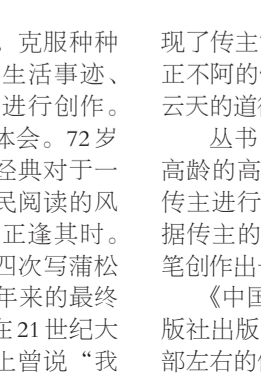 克服种种
生活事迹、
进行创作。
体会。72岁
经典对于一
民阅读的风
正逢其时。
四次写蒲松
年来的最终
在21世纪大
上曾说“我
现了传主
正不阿的
云天的道
丛书
高龄的高
传主进行
据传主的
笔创作出
《中国
版社出版
部左右的